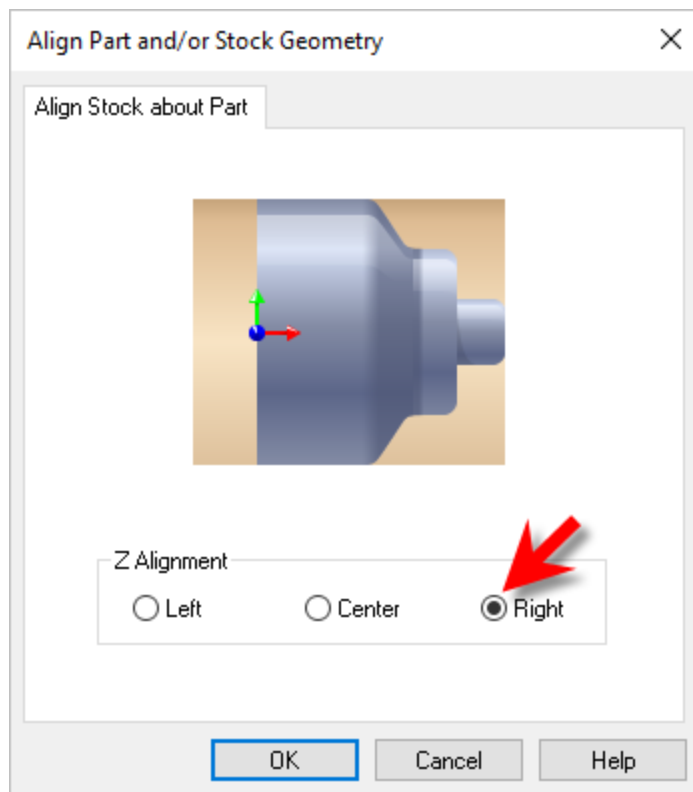 Align Part and/or Stock Geometry
Align Stock about Part
Z Alignment
Left Center Right
OK Cancel Help